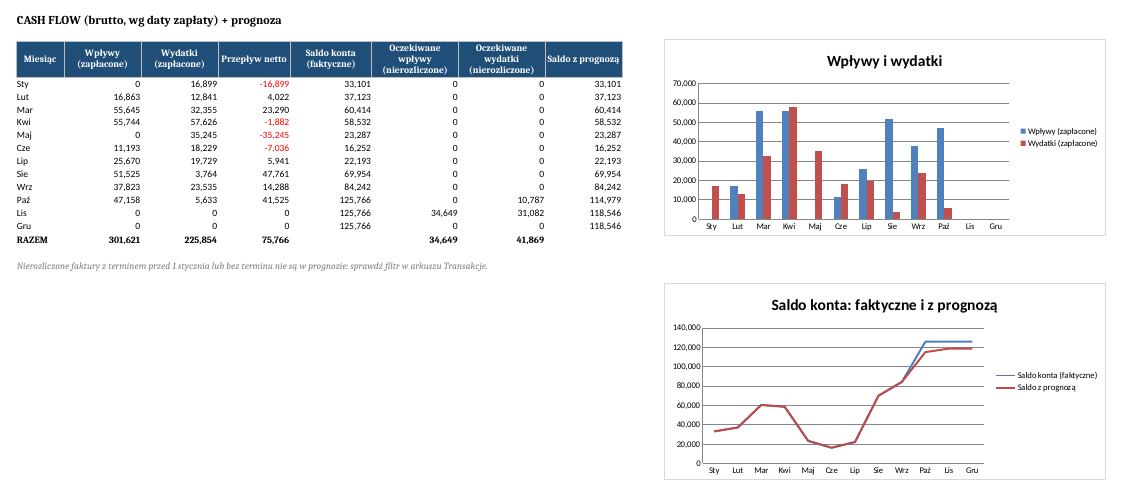 CASH FLOW (brutto, wg daty zapłaty) + prognoza
Miesiąc Wpływy (zapłacone) Wydatki (zapłacone) Przepływ netto Saldo konta (faktyczne) Oczekiwane wpływy (nierozliczone) Oczekiwane wydatki (nierozliczone) Saldo z prognozą
Sty 0 16,899 -16,899 33,101 0 0 33,101
Lut 16,863 12,841 4,022 37,123 0 0 37,123
Mar 55,645 32,355 23,290 60,414 0 0 60,414
Kwi 55,744 57,626 -1,882 58,532 0 0 58,532
Maj 0 35,245 -35,245 23,287 0 0 23,287
Cze 11,193 18,229 -7,036 16,252 0 0 16,252
Lip 25,670 19,729 5,941 22,193 0 0 22,193
Sie 51,525 3,764 47,761 69,954 0 0 69,954
Wrz 37,823 23,535 14,288 84,242 0 0 84,242
Paź 47,158 5,633 41,525 125,766 0 10,787 114,979
Lis 0 0 0 125,766 34,649 31,082 118,546
Gru 0 0 0 125,766 0 0 118,546
RAZEM 301,621 225,854 75,766 34,649 41,869
Nierozliczone faktury z terminem przed 1 stycznia lub bez terminu nie są w prognozie: sprawdź filtr w arkuszu Transakcje.
Wpływy i wydatki
70,000
60,000
50,000
40,000
30,000
20,000
10,000
0
Sty Lut Mar Kwi Maj Cze Lip Sie Wrz Paź Lis Gru
Wpływy (zapłacone)
Wydatki (zapłacone)
Saldo konta: faktyczne i z prognozą
140,000
120,000
100,000
80,000
60,000
40,000
20,000
0
Sty Lut Mar Kwi Maj Cze Lip Sie Wrz Paź Lis Gru
Saldo konta (faktyczne)
Saldo z prognozą